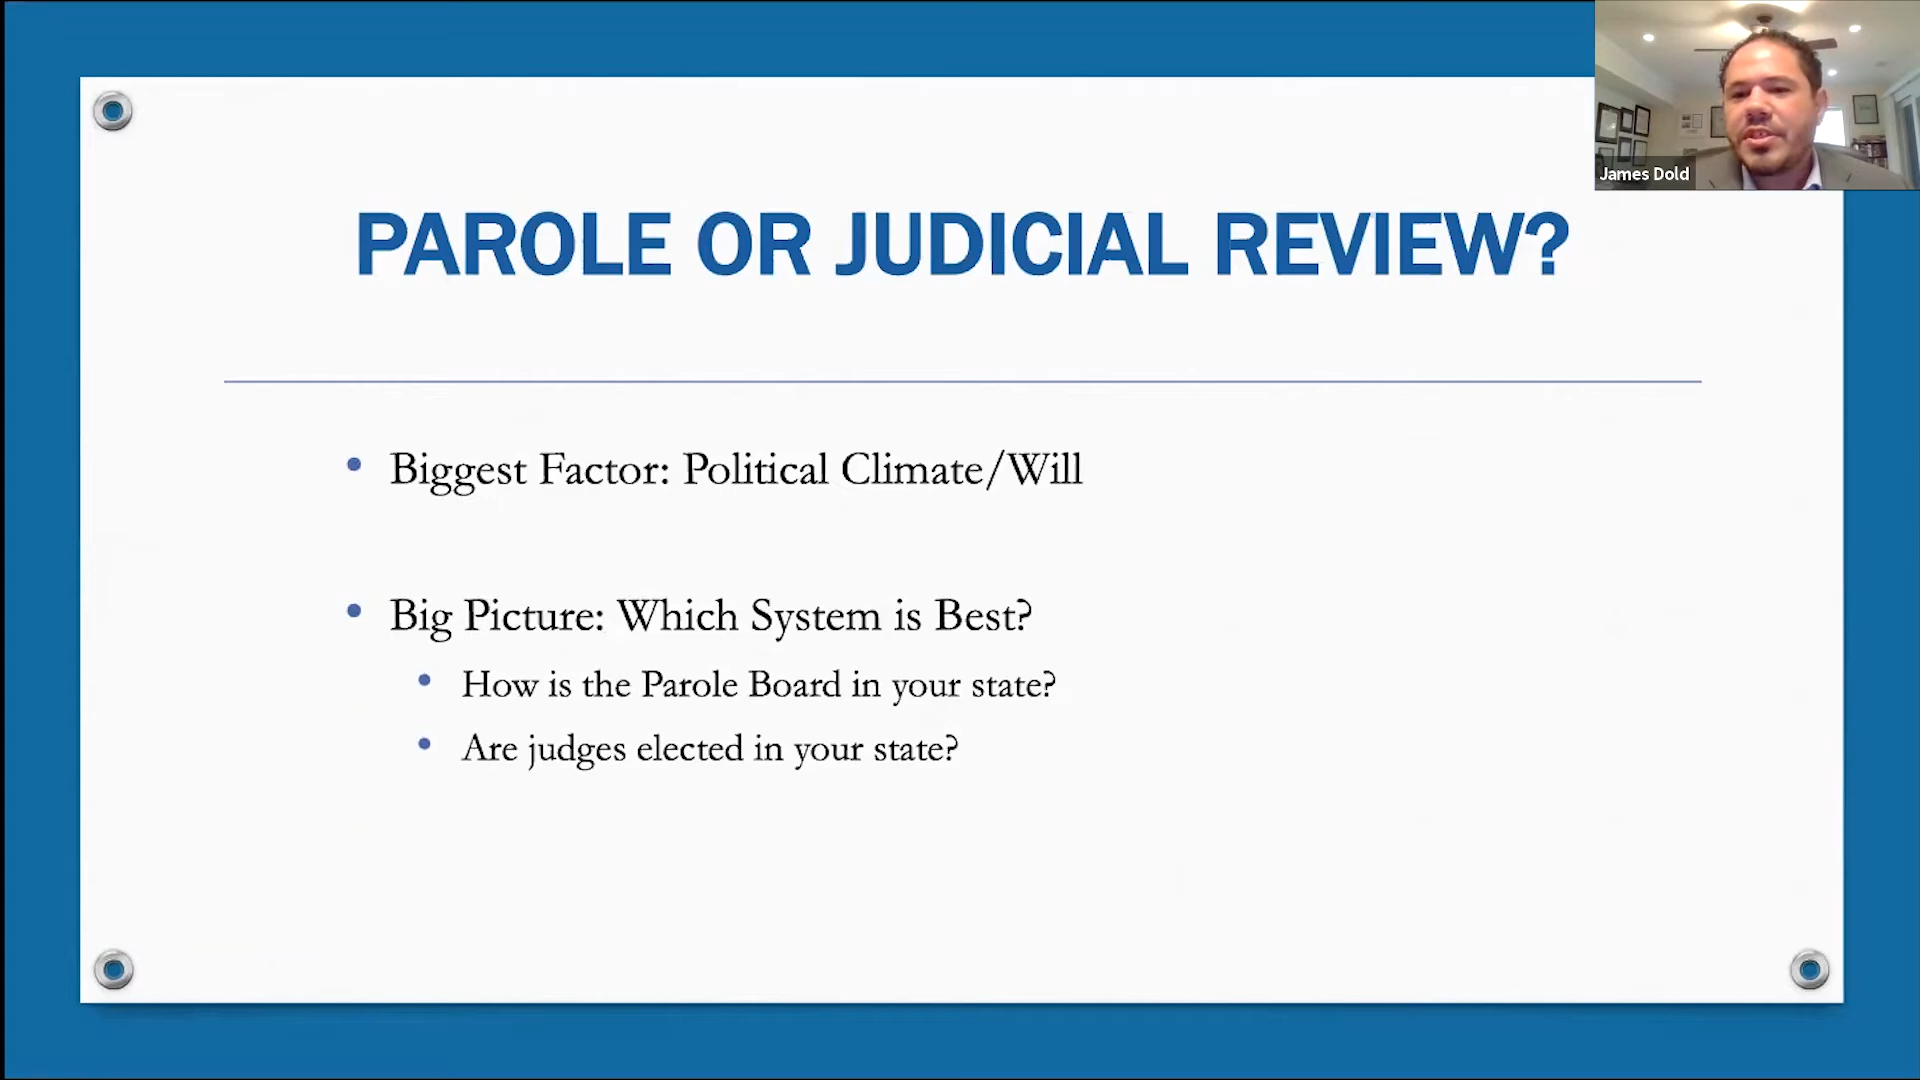 James Dold
PAROLE OR JUDICIAL REVIEW?
• Biggest Factor: Political Climate/Will
• Big Picture: Which System is Best?
• How is the Parole Board in your state?
• Are judges elected in your state?